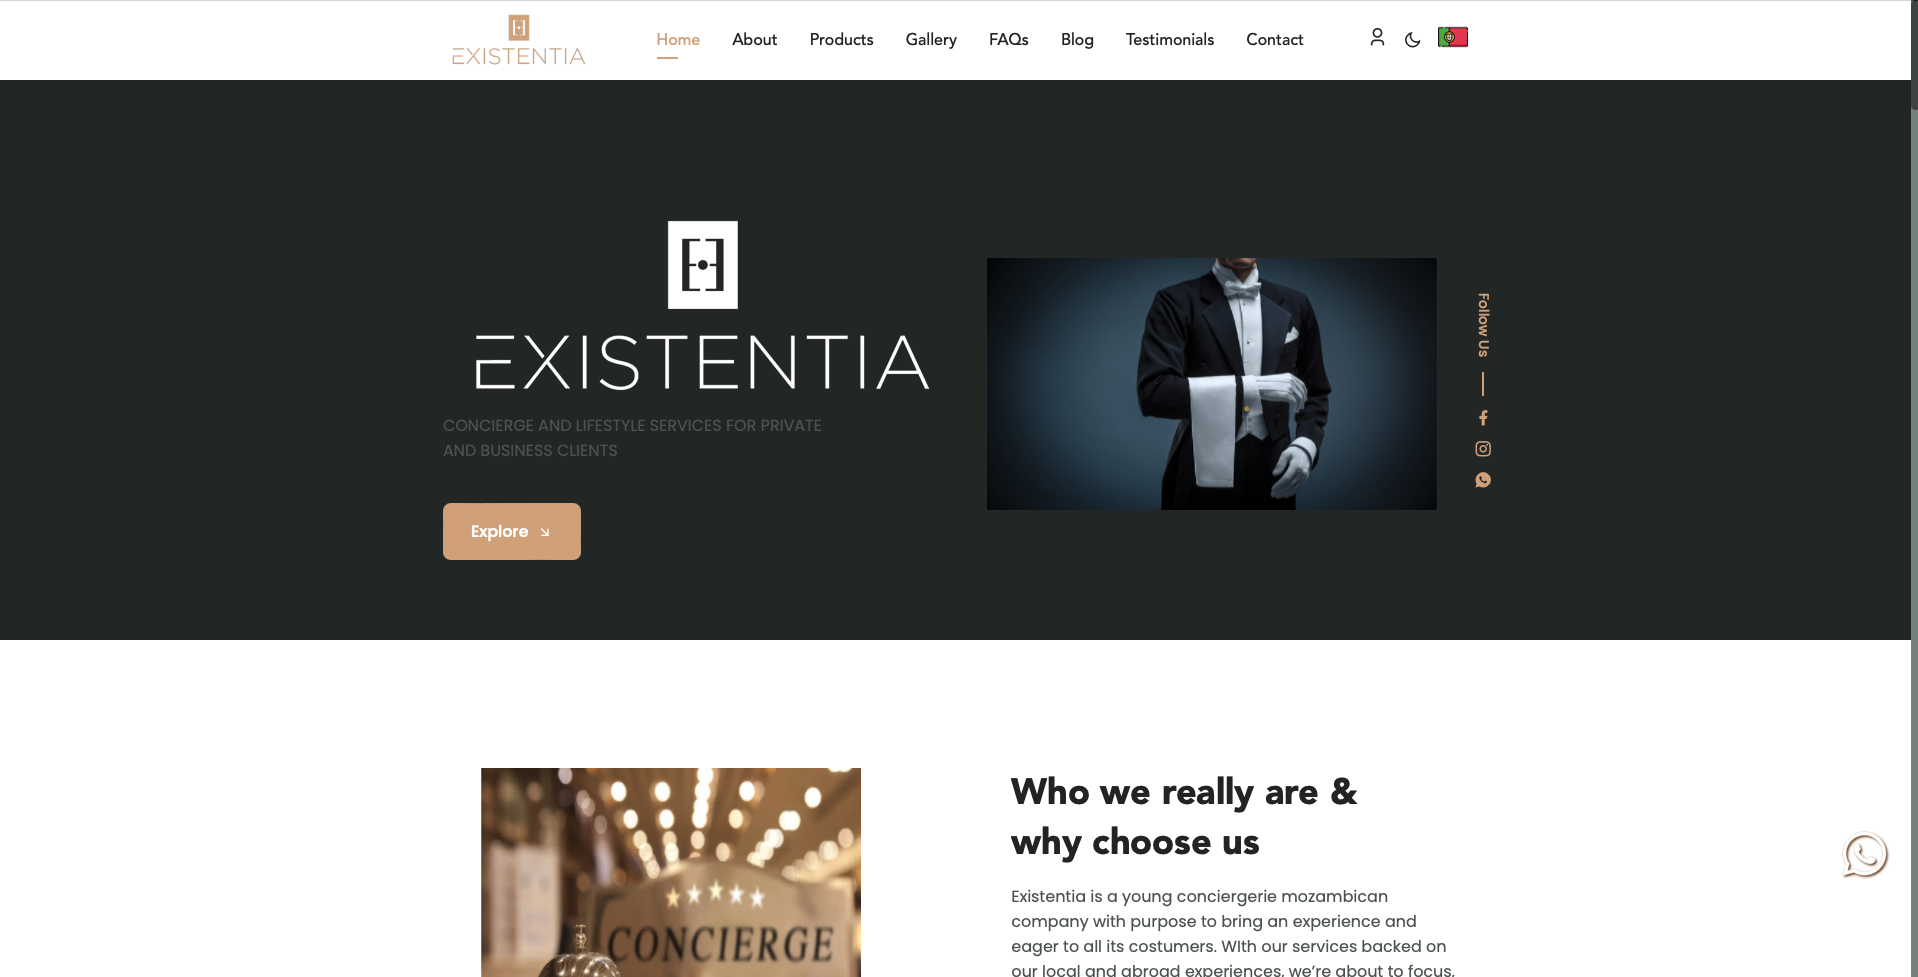 EXISTENTIA
Home About Products Gallery FAQs Blog Testimonials Contact
EXISTENTIA
CONCIERGE AND LIFESTYLE SERVICES FOR PRIVATE
AND BUSINESS CLIENTS
Explore
Follow Us
CONCIERGE
Who we really are &
why choose us
Existentia is a young conciergerie mozambican
company with purpose to bring an experience and
eager to all its costumers. WIth our services backed on
our local and abroad experiences, we’re about to focus,